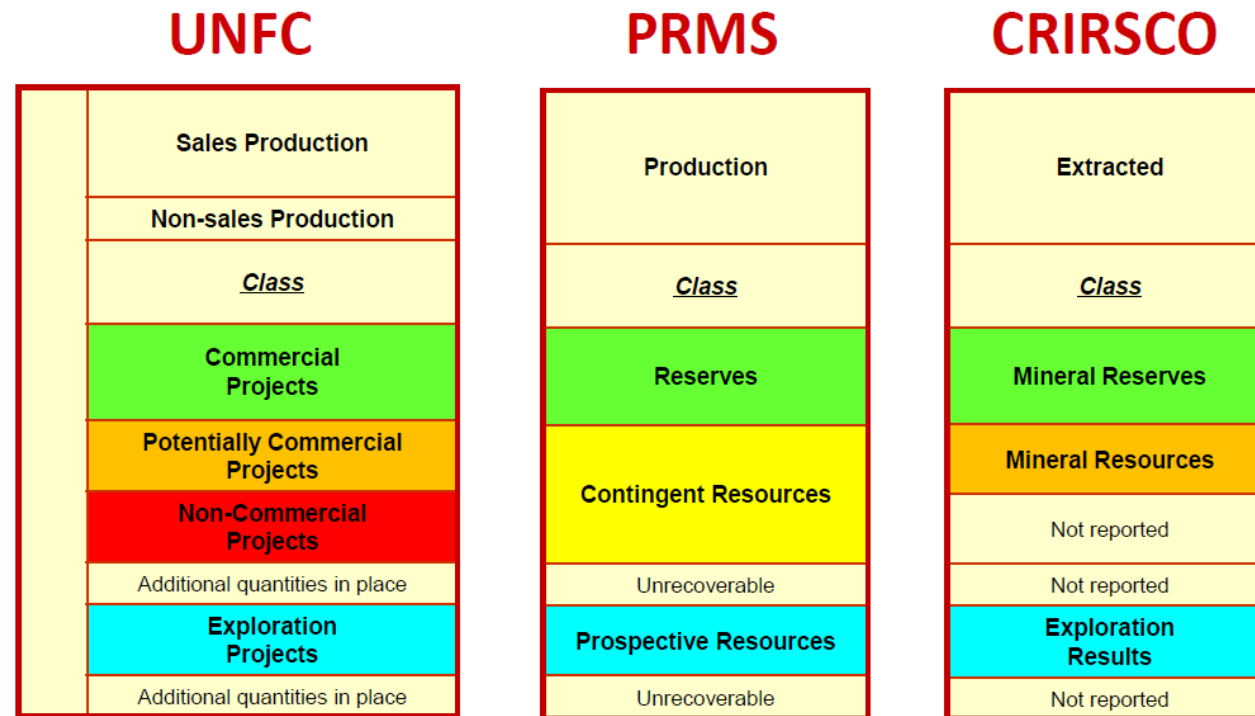 UNFC
Sales Production
Non-sales Production
Class
Commercial
Projects
Potentially Commercial
Projects
Non-Commercial
Projects
Additional quantities in place
Exploration
Projects
Additional quantities in place
PRMS
Production
Class
Reserves
Contingent Resources
Unrecoverable
Prospective Resources
Unrecoverable
CRIRSCO
Extracted
Class
Mineral Reserves
Mineral Resources
Not reported
Not reported
Exploration
Results
Not reported